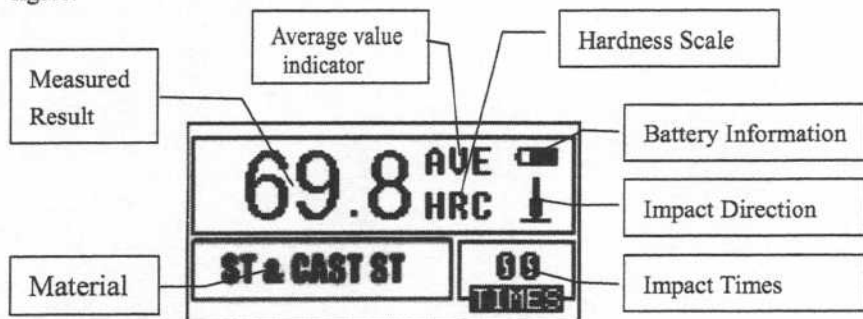 Average value
indicator
Hardness Scale
Measured
Result
Battery Information
69.8
AVE
HRC
Impact Direction
Material
ST & CAST ST
TIMES
Impact Times